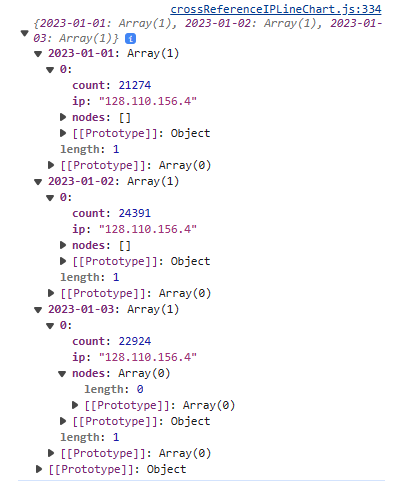 crossReferenceIPLineChart.js:334
{2023-01-01: Array(1), 2023-01-02: Array(1), 2023-01-
03: Array(1)} i
▼ 2023-01-01: Array(1)
▼ 0:
count: 21274
ip: "128.110.156.4"
▶ nodes: []
▶ [[Prototype]]: Object
length: 1
▶ [[Prototype]]: Array(0)
▼ 2023-01-02: Array(1)
▼ 0:
count: 24391
ip: "128.110.156.4"
▶ nodes: []
▶ [[Prototype]]: Object
length: 1
▶ [[Prototype]]: Array(0)
▼ 2023-01-03: Array(1)
▼ 0:
count: 22924
ip: "128.110.156.4"
▼ nodes: Array(0)
length: 0
▶ [[Prototype]]: Array(0)
▶ [[Prototype]]: Object
length: 1
▶ [[Prototype]]: Array(0)
▶ [[Prototype]]: Object